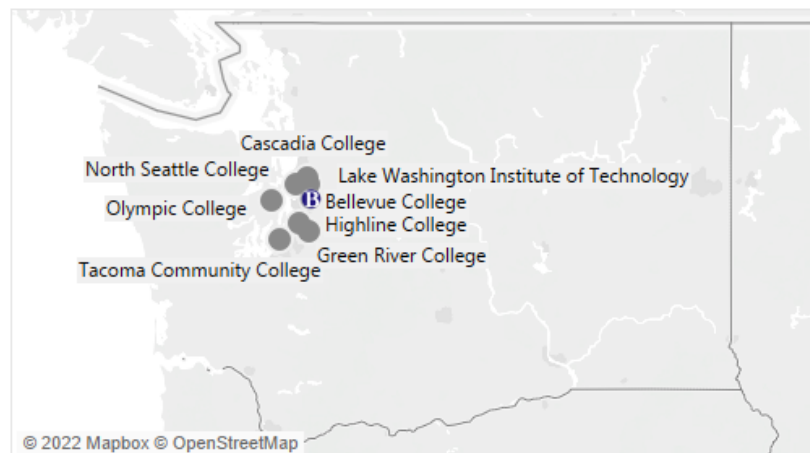 Cascadia College
North Seattle College
Lake Washington Institute of Technology
B
Bellevue College
Olympic College
Highline College
Green River College
Tacoma Community College
© 2022 Mapbox © OpenStreetMap